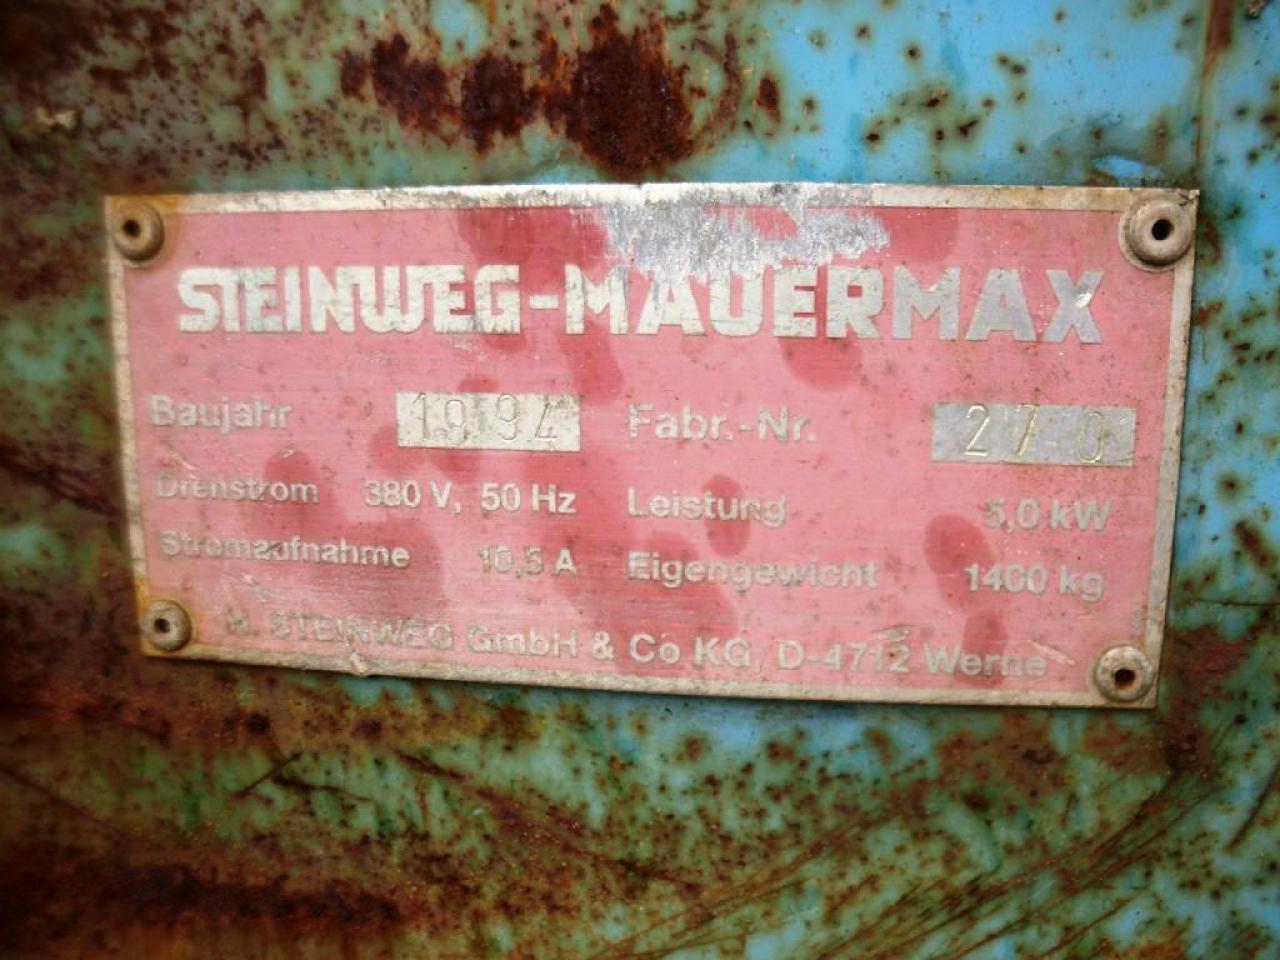 STEINWEG-MAUERMAX
Baujahr 1994 Fabr.-Nr. 270
Drehstrom 380 V, 50 Hz Leistung 5,0 kW
Stromaufnahme 10,5 A Eigengewicht 1400 kg
H. STEINWEG GmbH & Co KG, D-4712 Werne